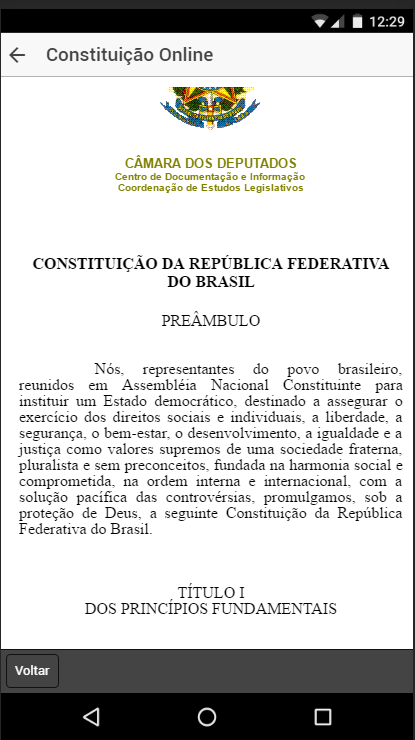 12:29
Constituição Online
CÂMARA DOS DEPUTADOS
Centro de Documentação e Informação
Coordenação de Estudos Legislativos
CONSTITUIÇÃO DA REPÚBLICA FEDERATIVA
DO BRASIL
PREÂMBULO
Nós, representantes do povo brasileiro,
reunidos em Assembléia Nacional Constituinte para
instituir um Estado democrático, destinado a assegurar o
exercício dos direitos sociais e individuais, a liberdade, a
segurança, o bem-estar, o desenvolvimento, a igualdade e a
justiça como valores supremos de uma sociedade fraterna,
pluralista e sem preconceitos, fundada na harmonia social e
comprometida, na ordem interna e internacional, com a
solução pacífica das controvérsias, promulgamos, sob a
proteção de Deus, a seguinte Constituição da República
Federativa do Brasil.
TÍTULO I
DOS PRINCÍPIOS FUNDAMENTAIS
Voltar